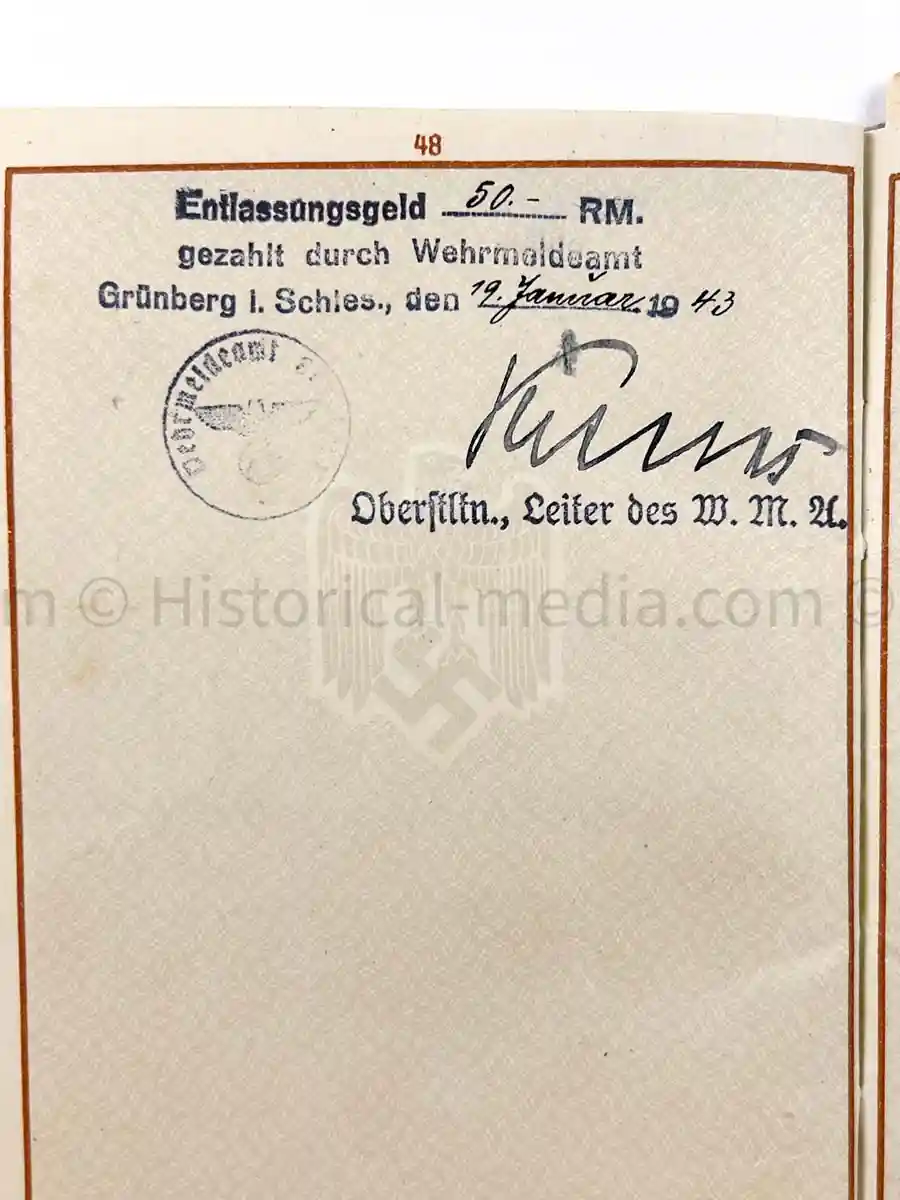 48
Entlassungsgeld 50.- RM.
gezahlt durch Wehrmeldeamt
Grünberg i. Schles., den 19. Januar 1943
Wehrmeldeamt
Oberstltn., Leiter des W. M. A.
m © Historical-media.com ©